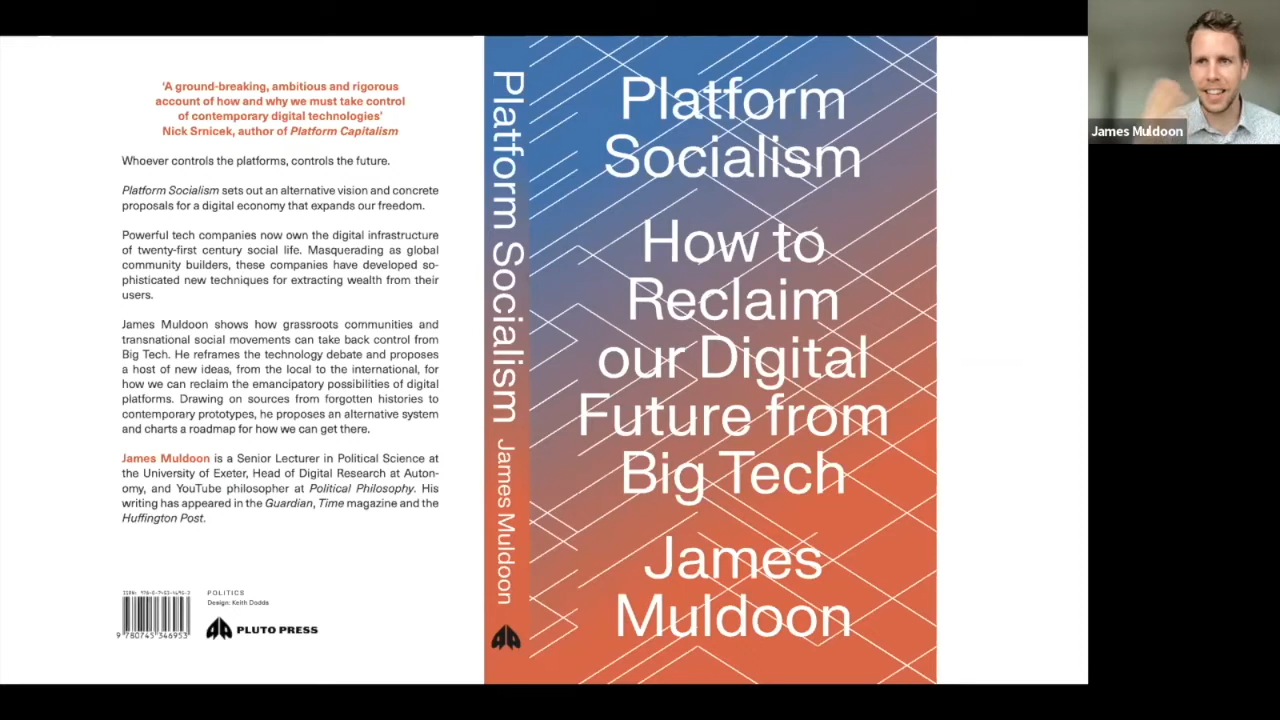 'A ground-breaking, ambitious and rigorous
account of how and why we must take control
of contemporary digital technologies'
Nick Srnicek, author of Platform Capitalism
Whoever controls the platforms, controls the future.
Platform Socialism sets out an alternative vision and concrete
proposals for a digital economy that expands our freedom.
Powerful tech companies now own the digital infrastructure
of twenty-first century social life. Masquerading as global
community builders, these companies have developed so-
phisticated new techniques for extracting wealth from their
users.
James Muldoon shows how grassroots communities and
transnational social movements can take back control from
Big Tech. He reframes the technology debate and proposes
a host of new ideas, from the local to the international, for
how we can reclaim the emancipatory possibilities of digital
platforms. Drawing on sources from forgotten histories to
contemporary prototypes, he proposes an alternative system
and charts a roadmap for how we can get there.
James Muldoon is a Senior Lecturer in Political Science at
the University of Exeter, Head of Digital Research at Auton-
omy, and YouTube philosopher at Political Philosophy. His
writing has appeared in the Guardian, Time magazine and the
Huffington Post.
9 780745 346953
POLITICS
Design: Keith Dodds
PLUTO PRESS
Platform Socialism James Muldoon
Platform
Socialism
How to
Reclaim
our Digital
Future from
Big Tech
James
Muldoon
James Muldoon